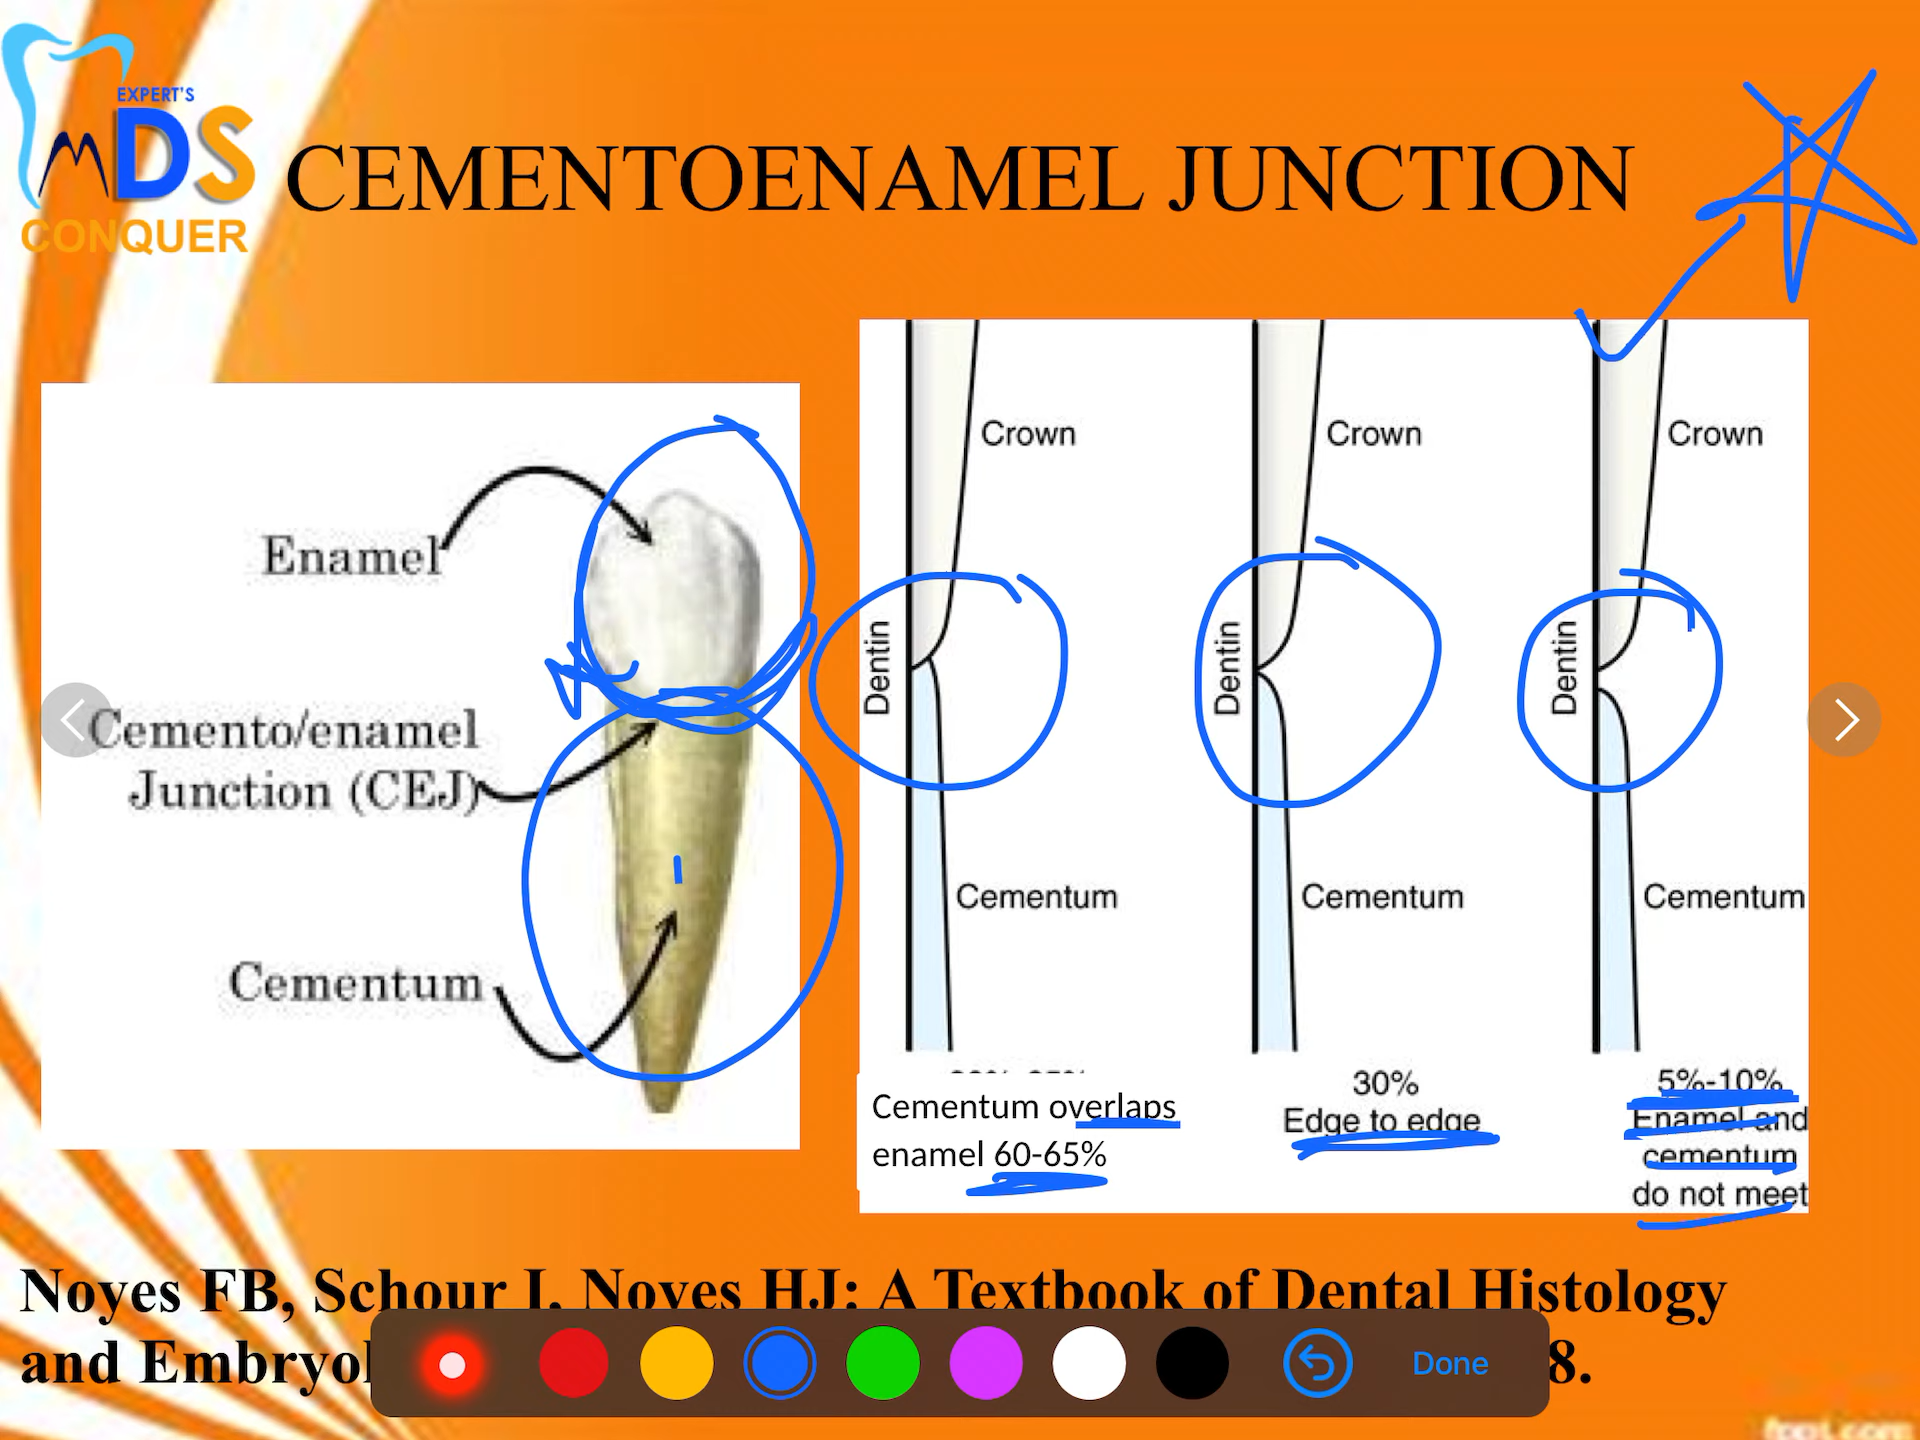 EXPERT'S
MDS
CONQUER
CEMENTOENAMEL JUNCTION
Enamel
Cemento/enamel
Junction (CEJ)
Cementum
Crown
Crown
Crown
Dentin
Dentin
Dentin
Cementum
Cementum
Cementum
Cementum overlaps
enamel 60-65%
30%
Edge to edge
5%-10%
Enamel and
cementum
do not meet
Noyes FB, Schour I, Noyes HJ: A Textbook of Dental Histology
and
8.
Done